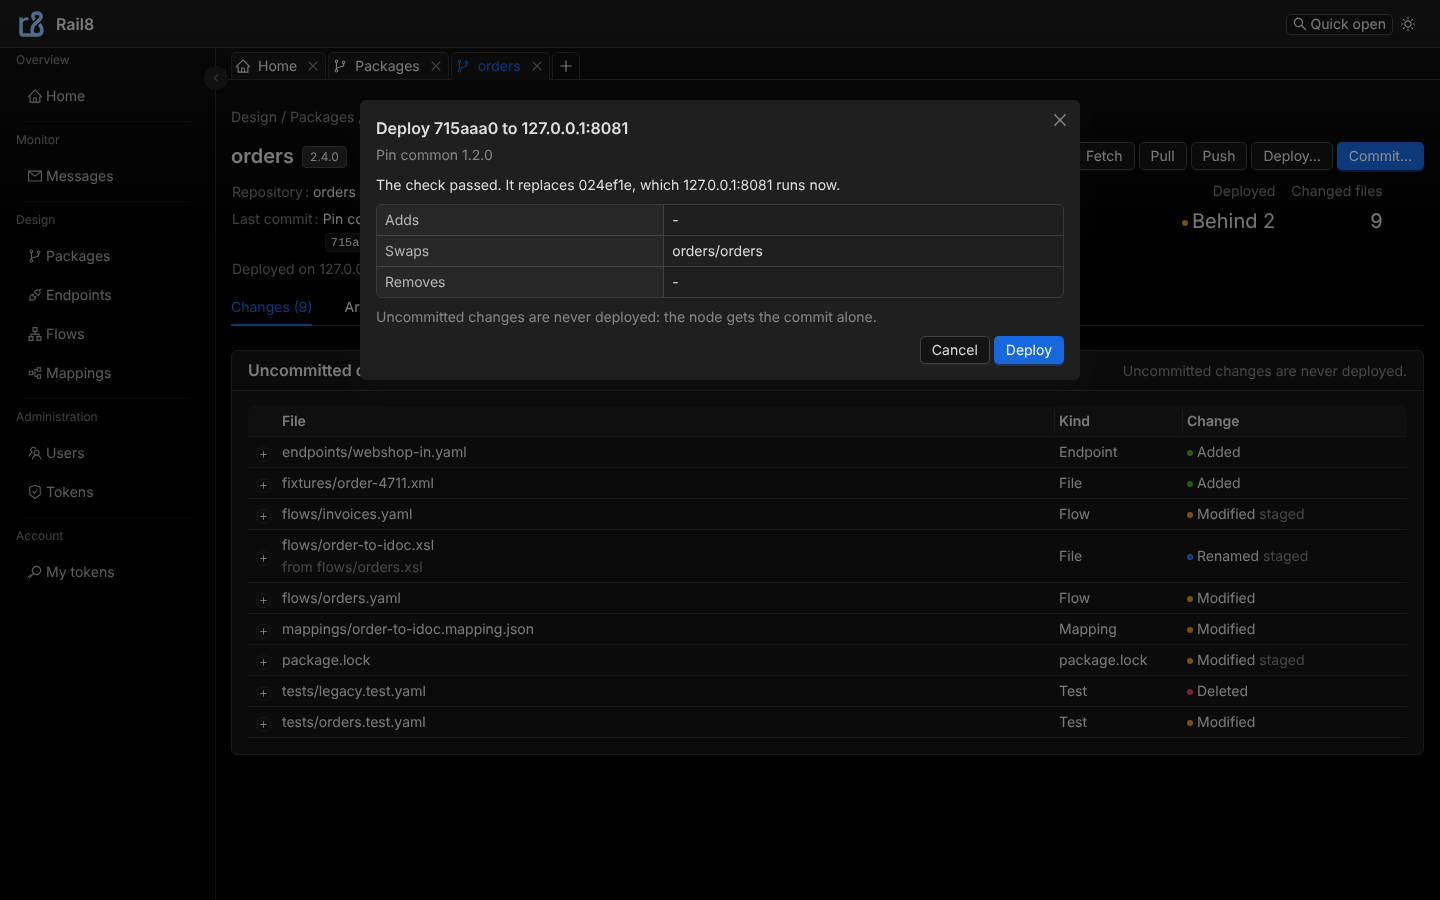 Rail8
Quick open
Overview
Home
Monitor
Messages
Design
Packages
Endpoints
Flows
Mappings
Administration
Users
Tokens
Account
My tokens
Home
Packages
orders
Design / Packages /
orders 2.4.0
Fetch
Pull
Push
Deploy...
Commit...
Repository: orders
Last commit: Pin co
715a
Deployed on 127.0.0
Deployed
Behind 2
Changed files
9
Changes (9)
Ar
Deploy 715aaa0 to 127.0.0.1:8081
Pin common 1.2.0
The check passed. It replaces 024ef1e, which 127.0.0.1:8081 runs now.
Adds -
Swaps orders/orders
Removes -
Uncommitted changes are never deployed: the node gets the commit alone.
Cancel
Deploy
Uncommitted c
Uncommitted changes are never deployed.
File Kind Change
endpoints/webshop-in.yaml Endpoint Added
fixtures/order-4711.xml File Added
flows/invoices.yaml Flow Modified staged
flows/order-to-idoc.xsl File Renamed staged
from flows/orders.xsl
flows/orders.yaml Flow Modified
mappings/order-to-idoc.mapping.json Mapping Modified
package.lock package.lock Modified staged
tests/legacy.test.yaml Test Deleted
tests/orders.test.yaml Test Modified